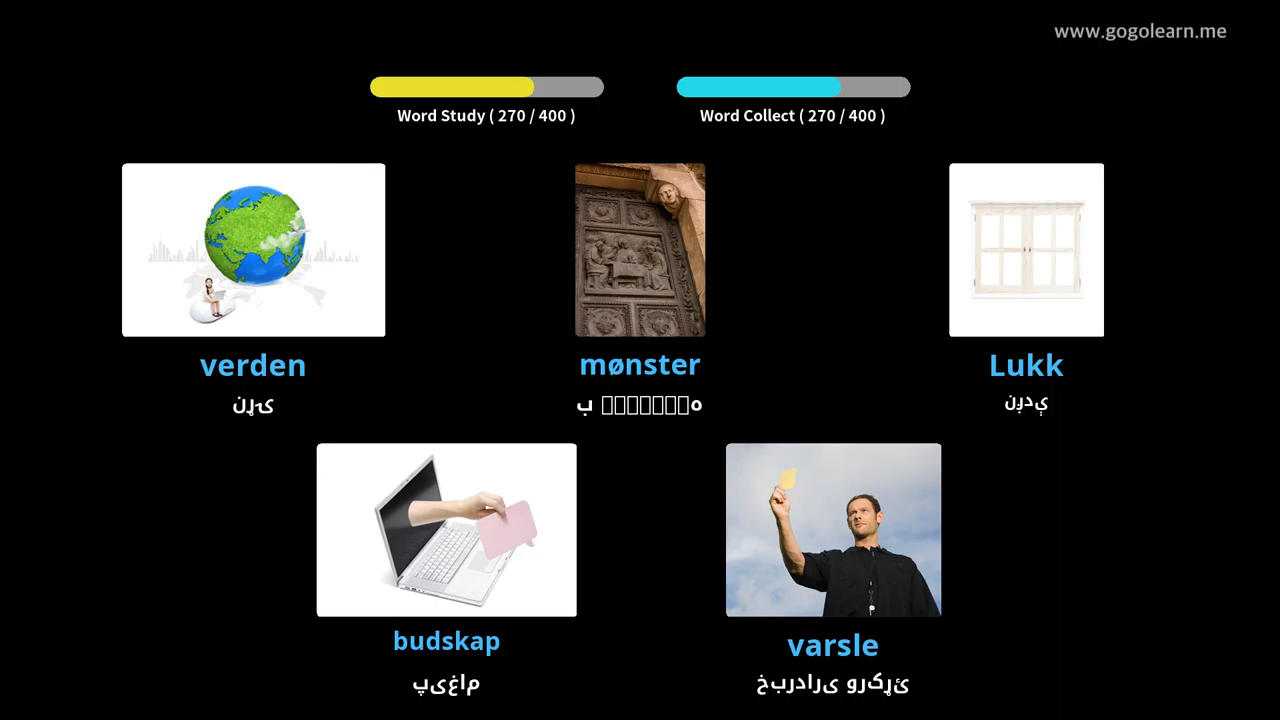 www.gogolearn.me
Word Study ( 270 / 400 )
Word Collect ( 270 / 400 )
verden
نړۍ
mønster
Lukk
نږدې
budskap
پیغام
varsle
خبرداری ورکړئ